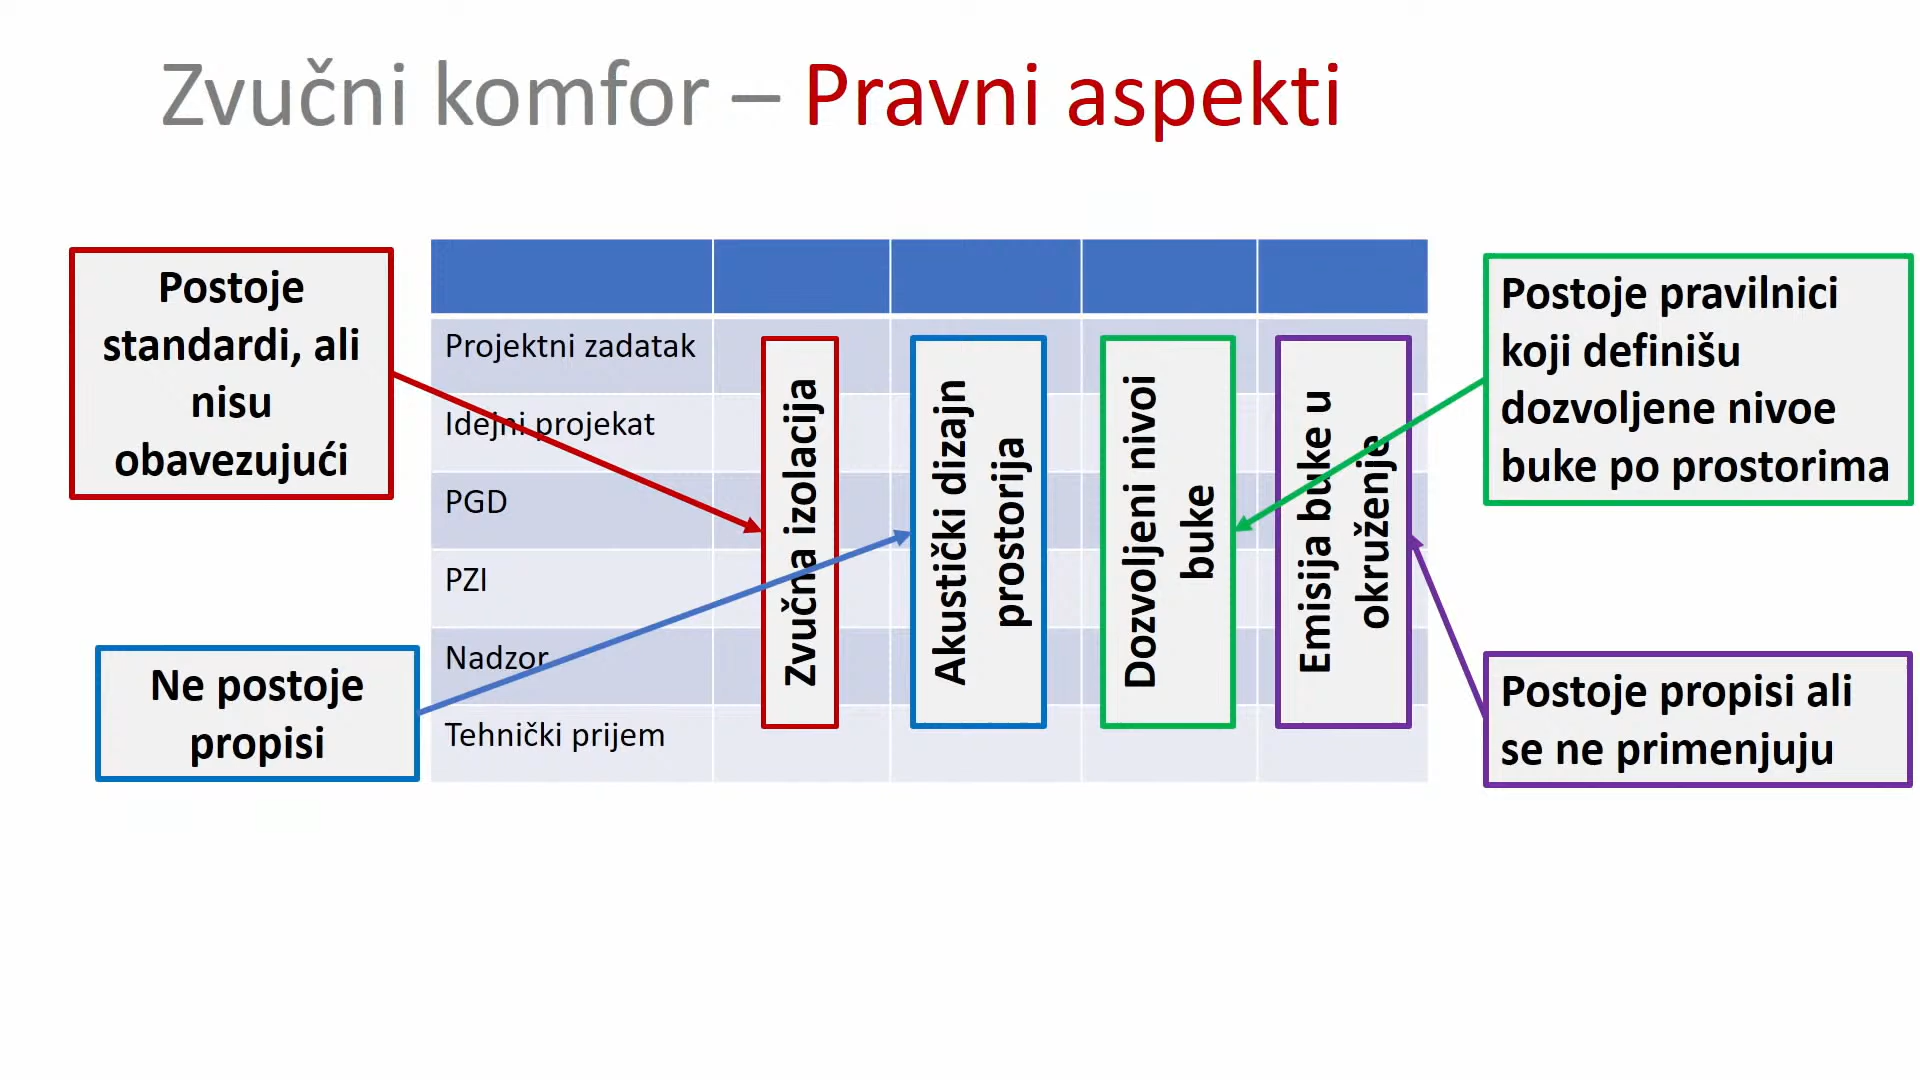 Zvučni komfor – Pravni aspekti
Postoje
standardi, ali
nisu
obavezujući
Ne postoje
propisi
Projektni zadatak
Idejni projekat
PGD
PZI
Nadzor
Tehnički prijem
Zvučna izolacija
Akustički dizajn
prostorija
Dozvoljeni nivoi
buke
Emisija buke u
okruženje
Postoje pravilnici
koji definišu
dozvoljene nivoe
buke po prostorima
Postoje propisi ali
se ne primenjuju